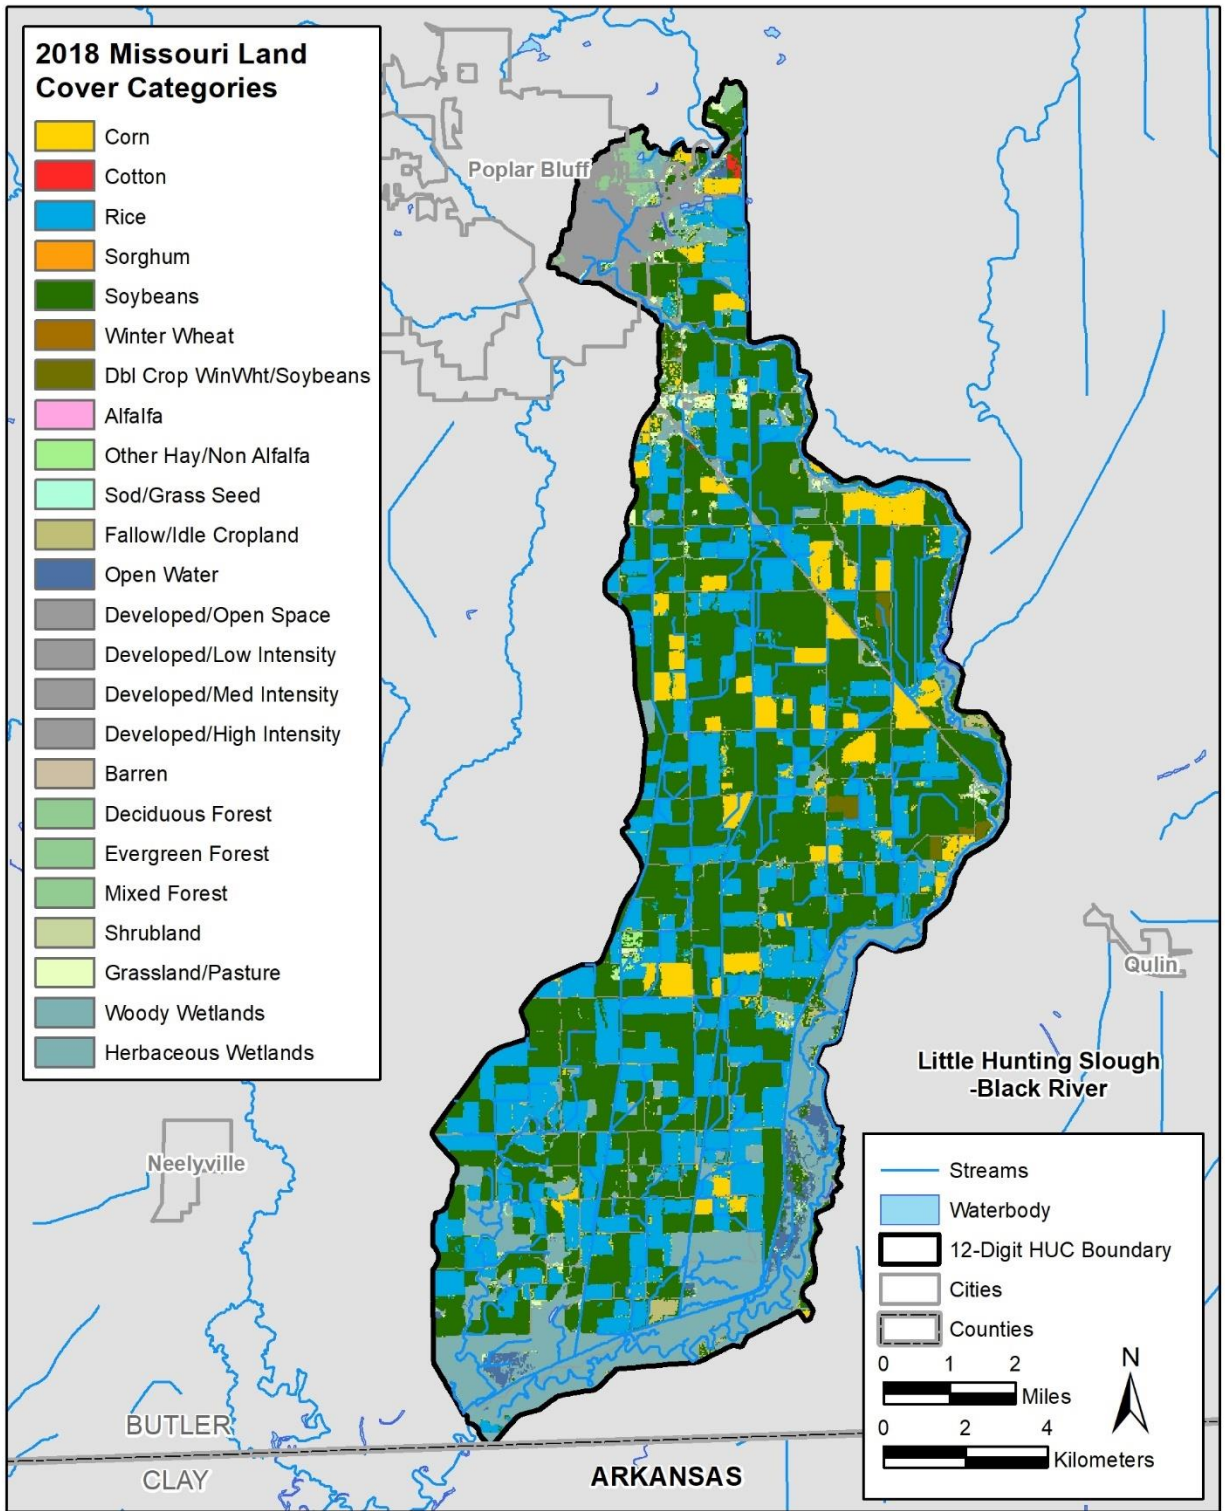 2018 Missouri Land
Cover Categories
Corn
Cotton
Rice
Sorghum
Soybeans
Winter Wheat
Dbl Crop WinWht/Soybeans
Alfalfa
Other Hay/Non Alfalfa
Sod/Grass Seed
Fallow/Idle Cropland
Open Water
Developed/Open Space
Developed/Low Intensity
Developed/Med Intensity
Developed/High Intensity
Barren
Deciduous Forest
Evergreen Forest
Mixed Forest
Shrubland
Grassland/Pasture
Woody Wetlands
Herbaceous Wetlands
Poplar Bluff
Qulin
Little Hunting Slough
-Black River
Neelyville
Streams
Waterbody
12-Digit HUC Boundary
Cities
Counties
0 1 2
Miles
0 2 4
Kilometers
N
BUTLER
CLAY
ARKANSAS